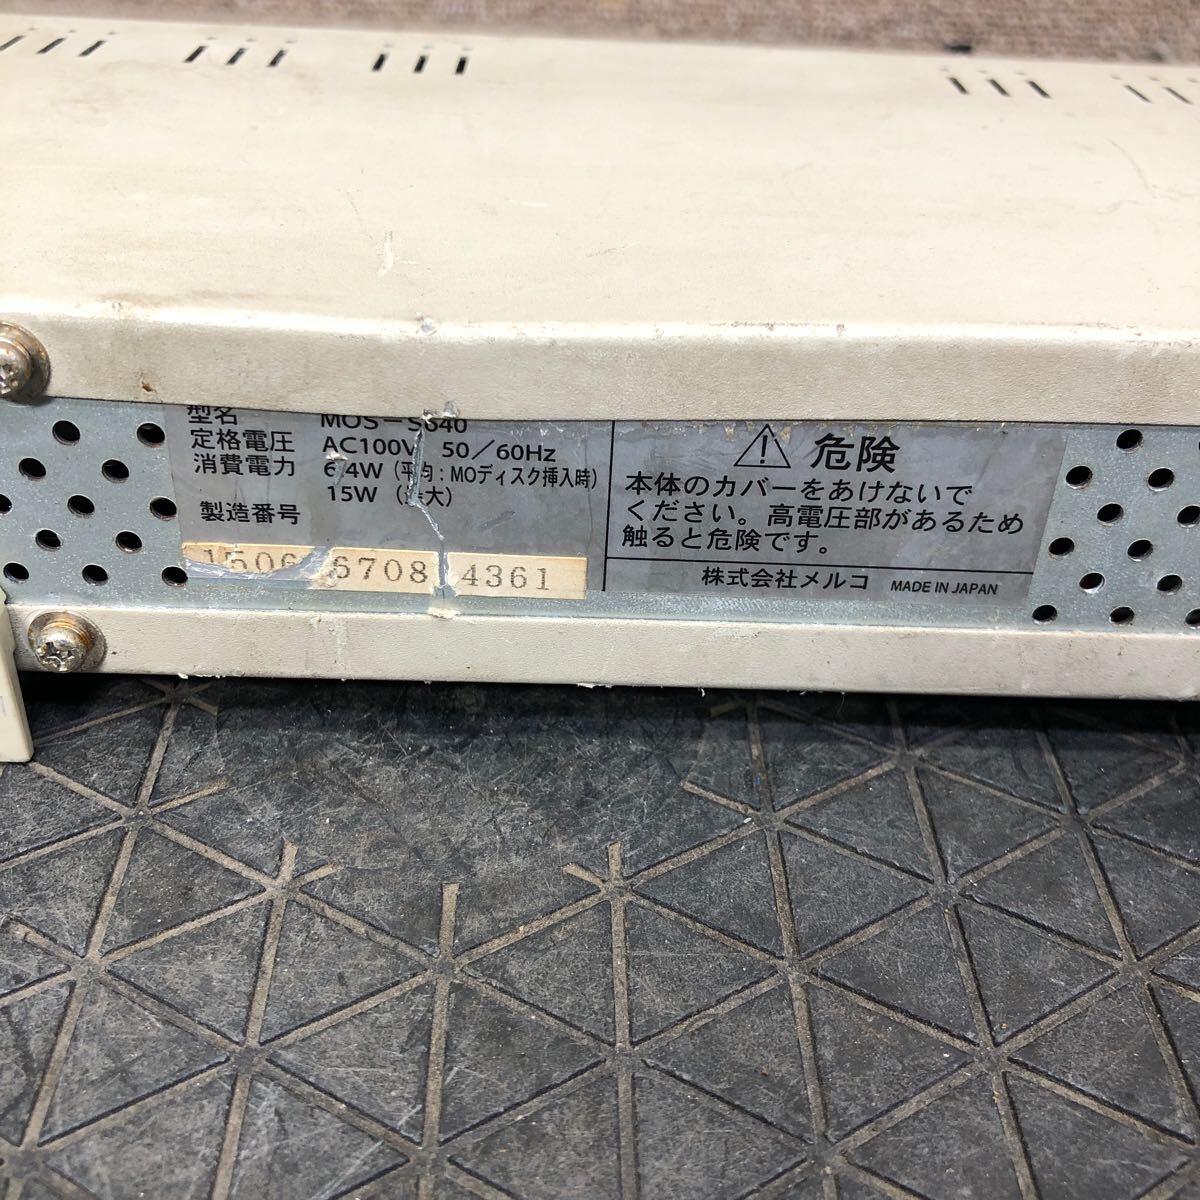 型名 MOS-S640
定格電圧 AC100V 50/60Hz
消費電力 6.4W (平均:MOディスク挿入時)
15W (最大)
製造番号
1506 6708 4361
危険
本体のカバーをあけないで
ください。高電圧部があるため
触ると危険です。
株式会社メルコ MADE IN JAPAN